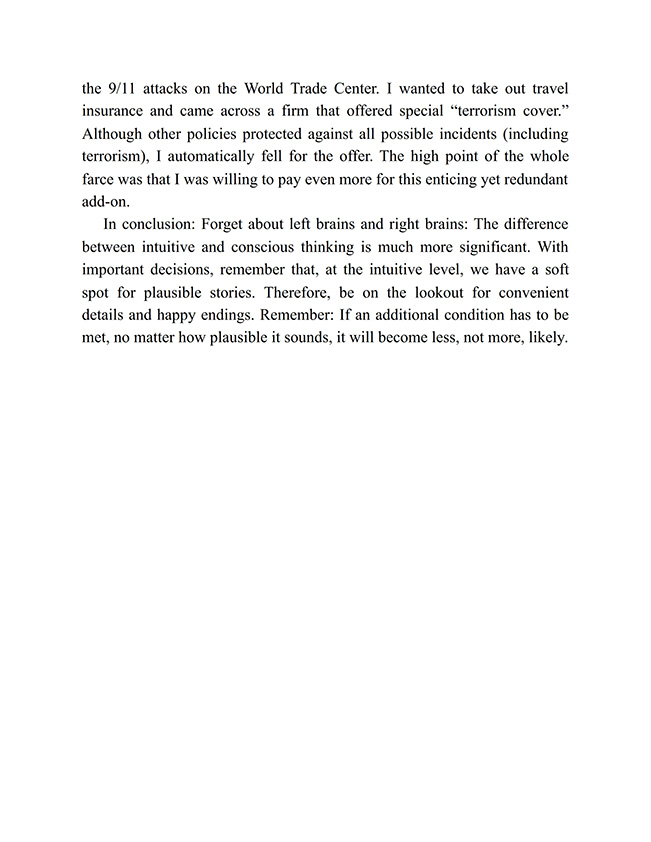 the 9/11 attacks on the World Trade Center. I wanted to take out travel
insurance and came across a firm that offered special “terrorism cover.”
Although other policies protected against all possible incidents (including
terrorism), I automatically fell for the offer. The high point of the whole
farce was that I was willing to pay even more for this enticing yet redundant
add-on.
In conclusion: Forget about left brains and right brains: The difference
between intuitive and conscious thinking is much more significant. With
important decisions, remember that, at the intuitive level, we have a soft
spot for plausible stories. Therefore, be on the lookout for convenient
details and happy endings. Remember: If an additional condition has to be
met, no matter how plausible it sounds, it will become less, not more, likely.